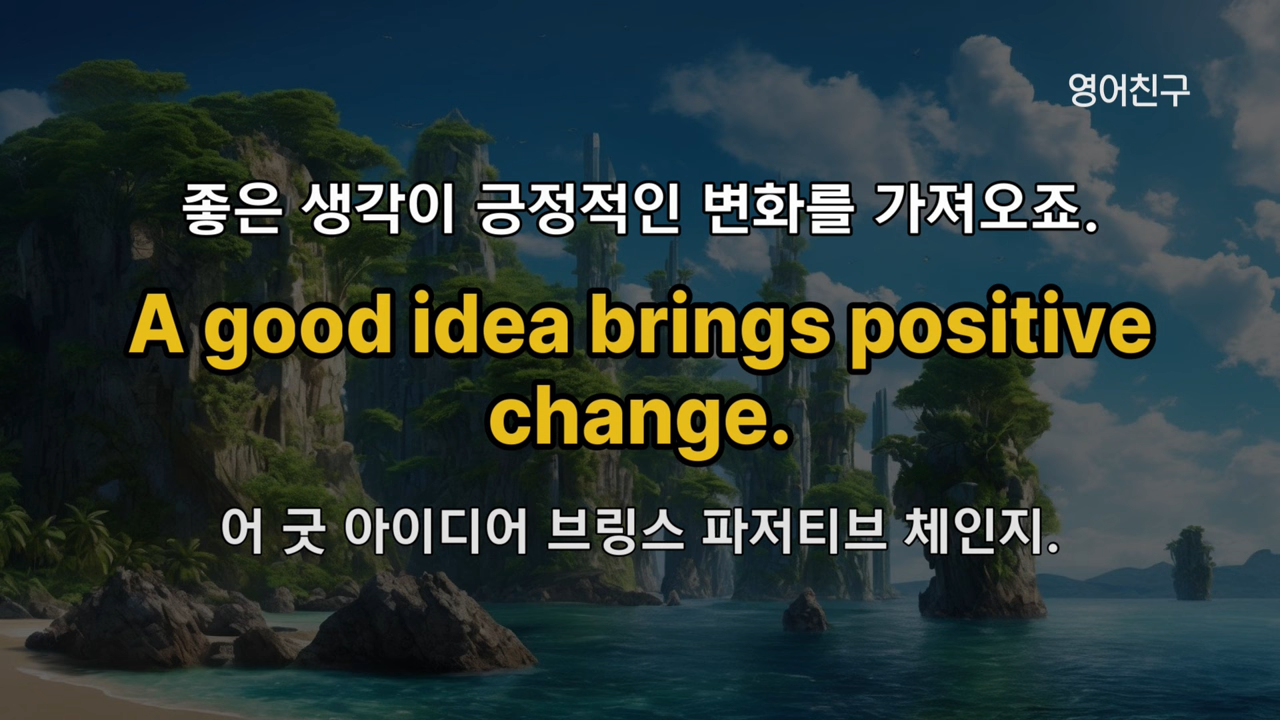 영어친구
좋은 생각이 긍정적인 변화를 가져오죠.
A good idea brings positive
change.
어 굿 아이디어 브링스 파저티브 체인지.